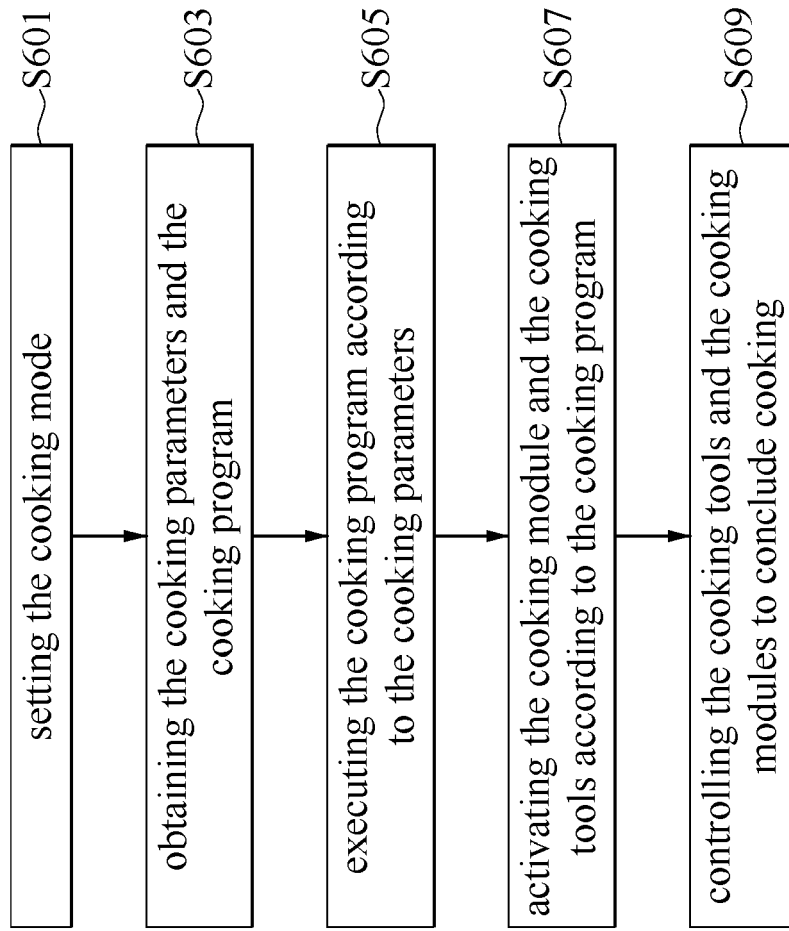 setting the cooking mode
S601
obtaining the cooking parameters and the
cooking program
S603
executing the cooking program according
to the cooking parameters
S605
activating the cooking module and the cooking
tools according to the cooking program
S607
controlling the cooking tools and the cooking
modules to conclude cooking
S609